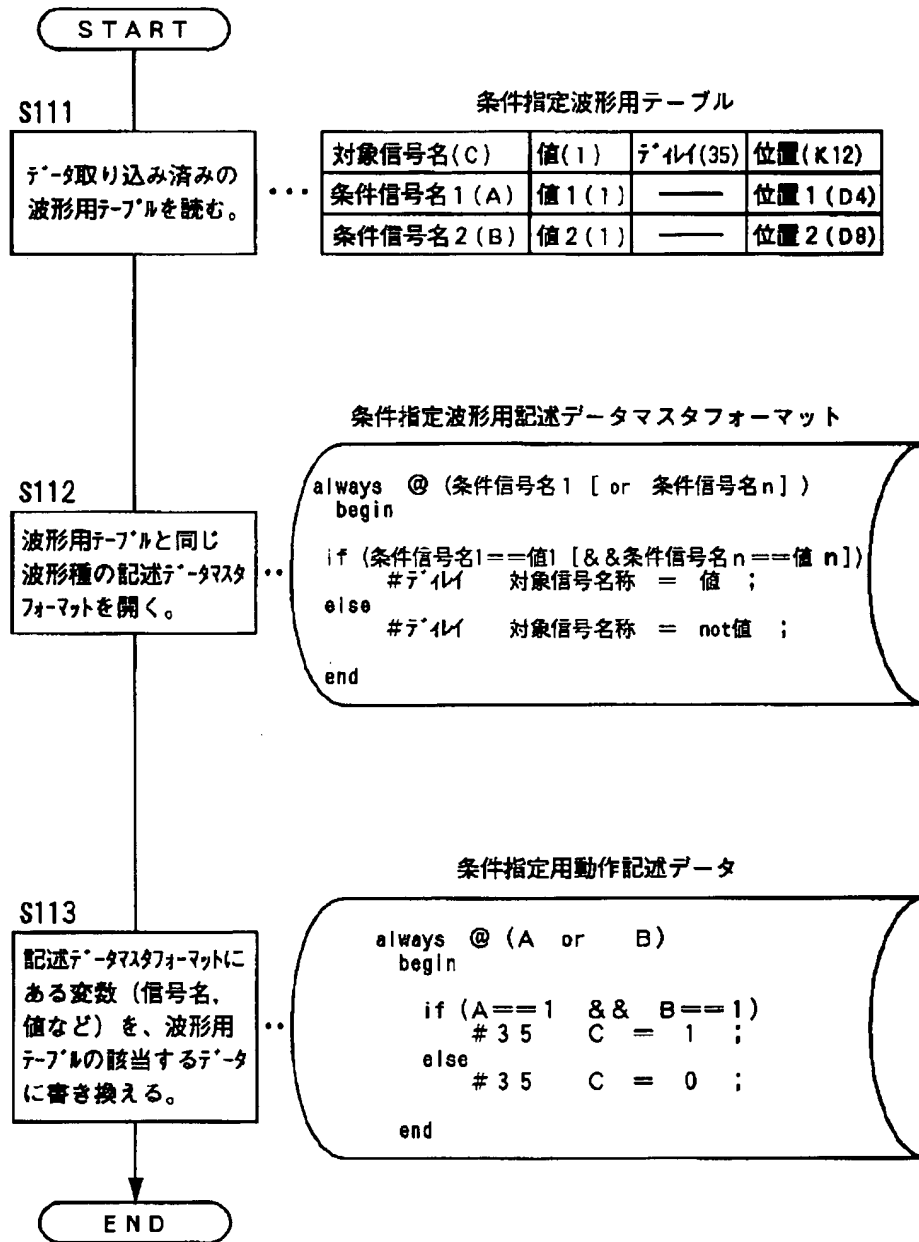 START
S111
データ取り込み済みの
波形用テーブルを読む。
・・・
条件指定波形用テーブル
対象信号名(C) 値(1) ディレイ(35) 位置(K12)
条件信号名1(A) 値1(1) ―― 位置1(D4)
条件信号名2(B) 値2(1) ―― 位置2(D8)
条件指定波形用記述データマスタフォーマット
S112
波形用テーブルと同じ
波形種の記述データマスタ
フォーマットを開く。
・・
always @ (条件信号名1 [ or 条件信号名n] )
begin
if (条件信号名1==値1 [&&条件信号名n==値n])
#ディレイ 対象信号名称 = 値 ;
else
#ディレイ 対象信号名称 = not値 ;
end
条件指定用動作記述データ
S113
記述データマスタフォーマットに
ある変数(信号名,
値など)を、波形用
テーブルの該当するデータ
に書き換える。
・・
always @ (A or B)
begin
if (A==1 && B==1)
#35 C = 1 ;
else
#35 C = 0 ;
end
END